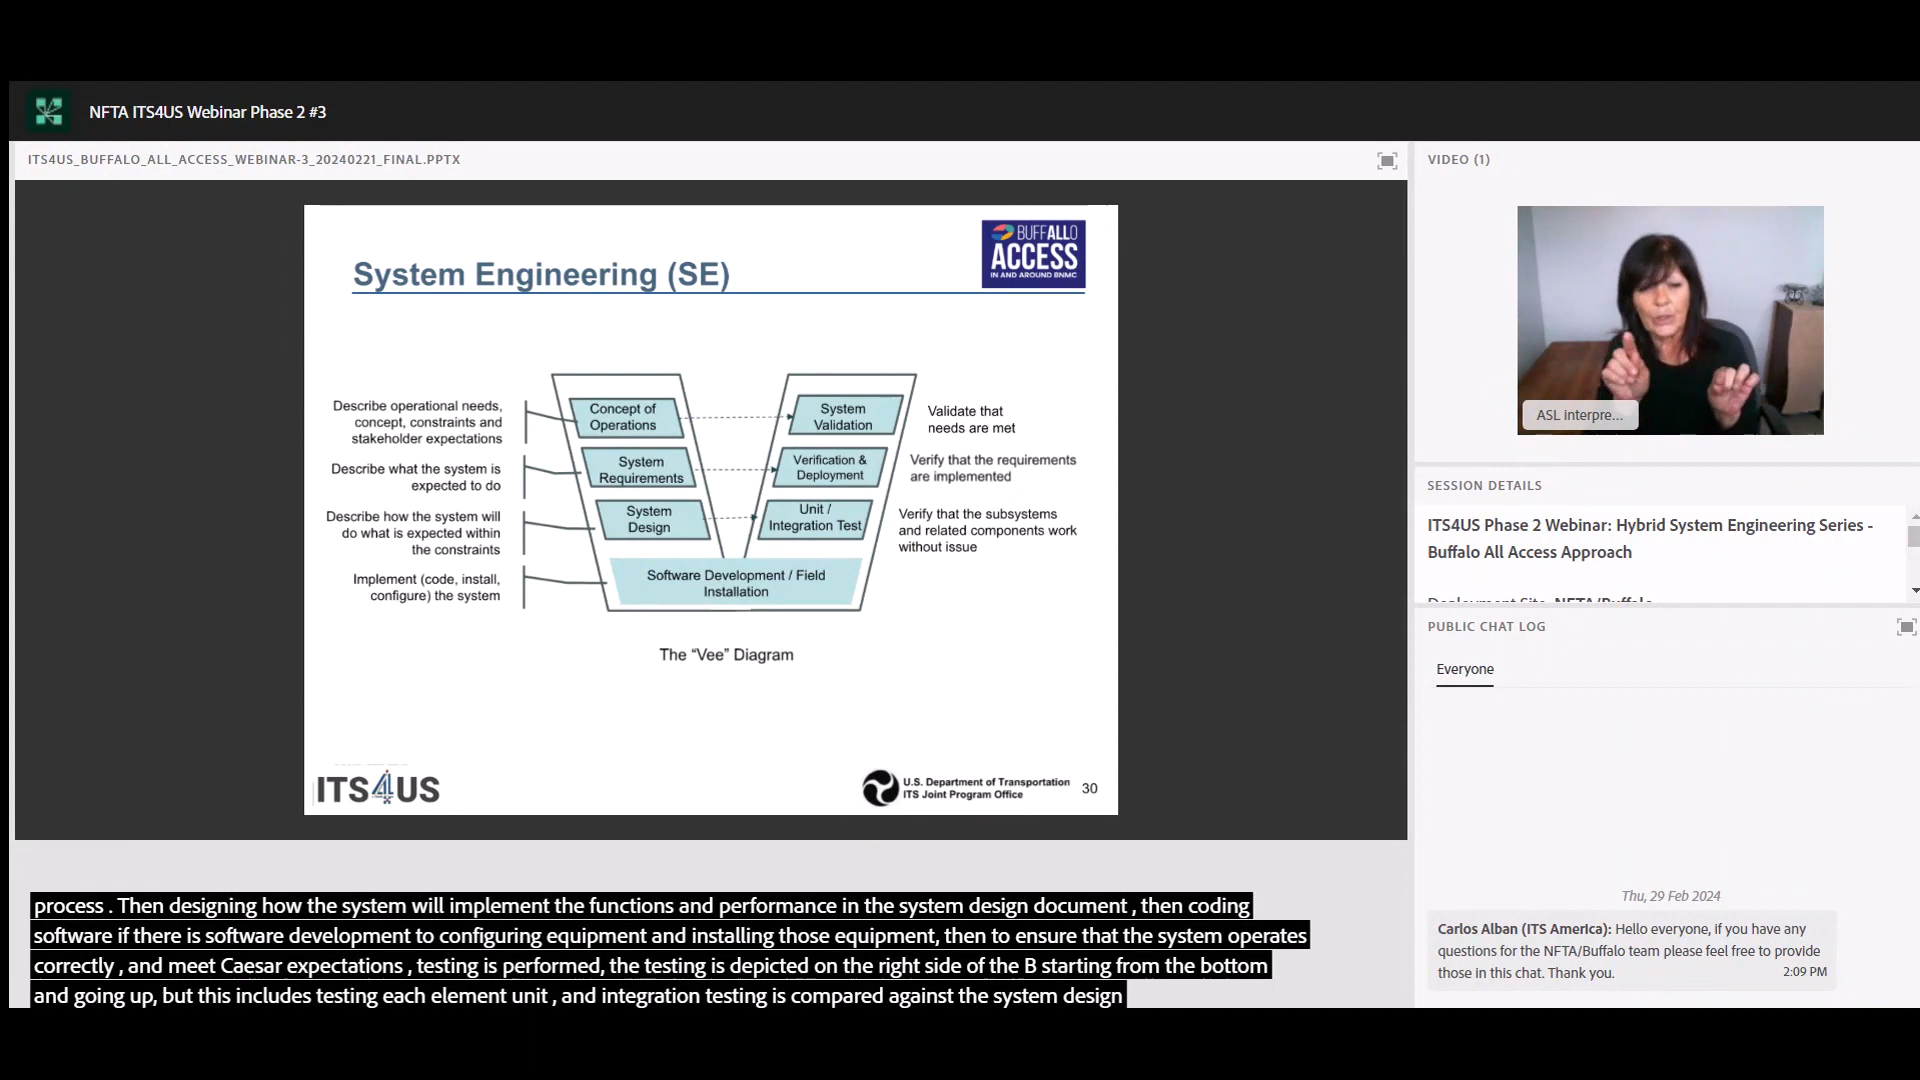 NFTA ITS4US Webinar Phase 2 #3
ITS4US_BUFFALO_ALL_ACCESS_WEBINAR-3_20240221_FINAL.PPTX
System Engineering (SE)
BUFFALLO
ACCESS
IN AND AROUND BNMC
Describe operational needs,
concept, constraints and
stakeholder expectations
Describe what the system is
expected to do
Describe how the system will
do what is expected within
the constraints
Implement (code, install,
configure) the system
Concept of
Operations
System
Requirements
System
Design
Software Development / Field
Installation
System
Validation
Verification &
Deployment
Unit /
Integration Test
Validate that
needs are met
Verify that the requirements
are implemented
Verify that the subsystems
and related components work
without issue
The “Vee” Diagram
ITS4US
U.S. Department of Transportation
ITS Joint Program Office
30
process . Then designing how the system will implement the functions and performance in the system design document , then coding
software if there is software development to configuring equipment and installing those equipment, then to ensure that the system operates
correctly , and meet Caesar expectations , testing is performed, the testing is depicted on the right side of the B starting from the bottom
and going up, but this includes testing each element unit , and integration testing is compared against the system design
VIDEO (1)
ASL interpre...
SESSION DETAILS
ITS4US Phase 2 Webinar: Hybrid System Engineering Series -
Buffalo All Access Approach
Deployment Site: NFTA/Buffalo
PUBLIC CHAT LOG
Everyone
Thu, 29 Feb 2024
Carlos Alban (ITS America): Hello everyone, if you have any
questions for the NFTA/Buffalo team please feel free to provide
those in this chat. Thank you.
2:09 PM